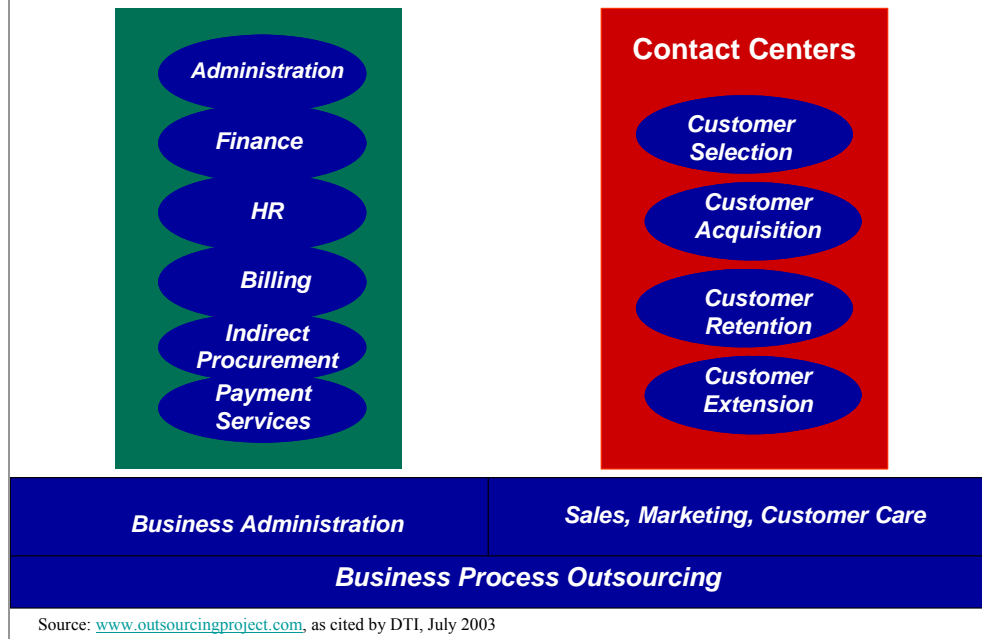 Administration
Finance
HR
Billing
Indirect
Procurement
Payment
Services
Contact Centers
Customer
Selection
Customer
Acquisition
Customer
Retention
Customer
Extension
Business Administration
Sales, Marketing, Customer Care
Business Process Outsourcing
Source: www.outsourcingproject.com, as cited by DTI, July 2003